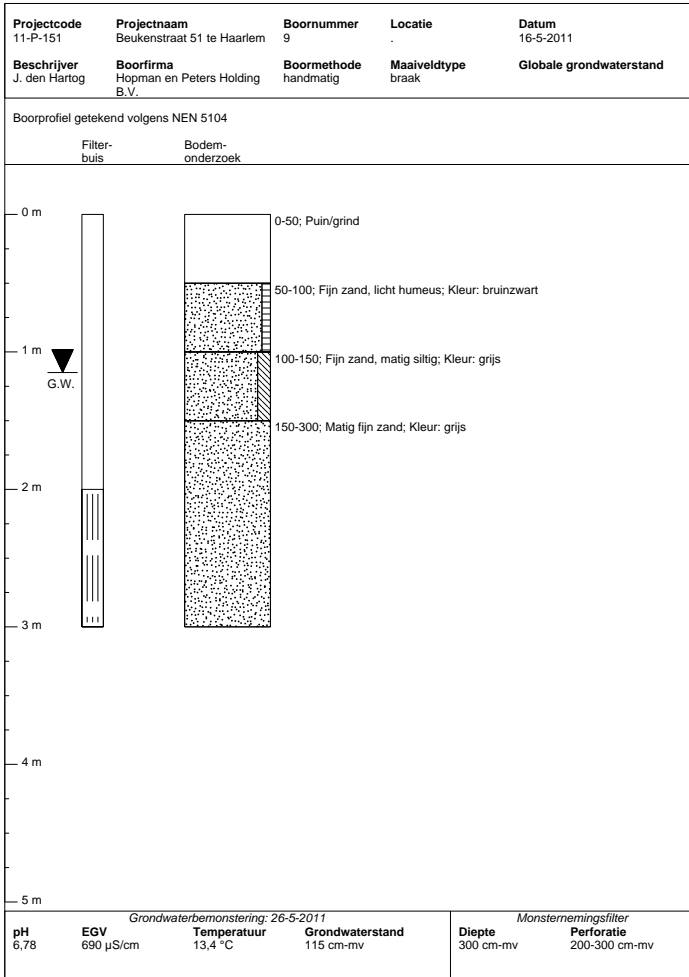 Projectcode Projectnaam Boornummer Locatie Datum
11-P-151 Beukenstraat 51 te Haarlem 9 . 16-5-2011
Beschrijver Boorfirma Boormethode Maaiveldtype Globale grondwaterstand
J. den Hartog Hopman en Peters Holding handmatig braak
B.V.
Boorprofiel getekend volgens NEN 5104
Filter- Bodem-
buis onderzoek
0 m
0-50; Puin/grind
50-100; Fijn zand, licht humeus; Kleur: bruinzwart
1 m
100-150; Fijn zand, matig siltig; Kleur: grijs
G.W.
150-300; Matig fijn zand; Kleur: grijs
2 m
3 m
4 m
5 m
Grondwaterbemonstering: 26-5-2011 Monsternemingsfilter
pH EGV Temperatuur Grondwaterstand Diepte Perforatie
6,78 690 µS/cm 13,4 °C 115 cm-mv 300 cm-mv 200-300 cm-mv